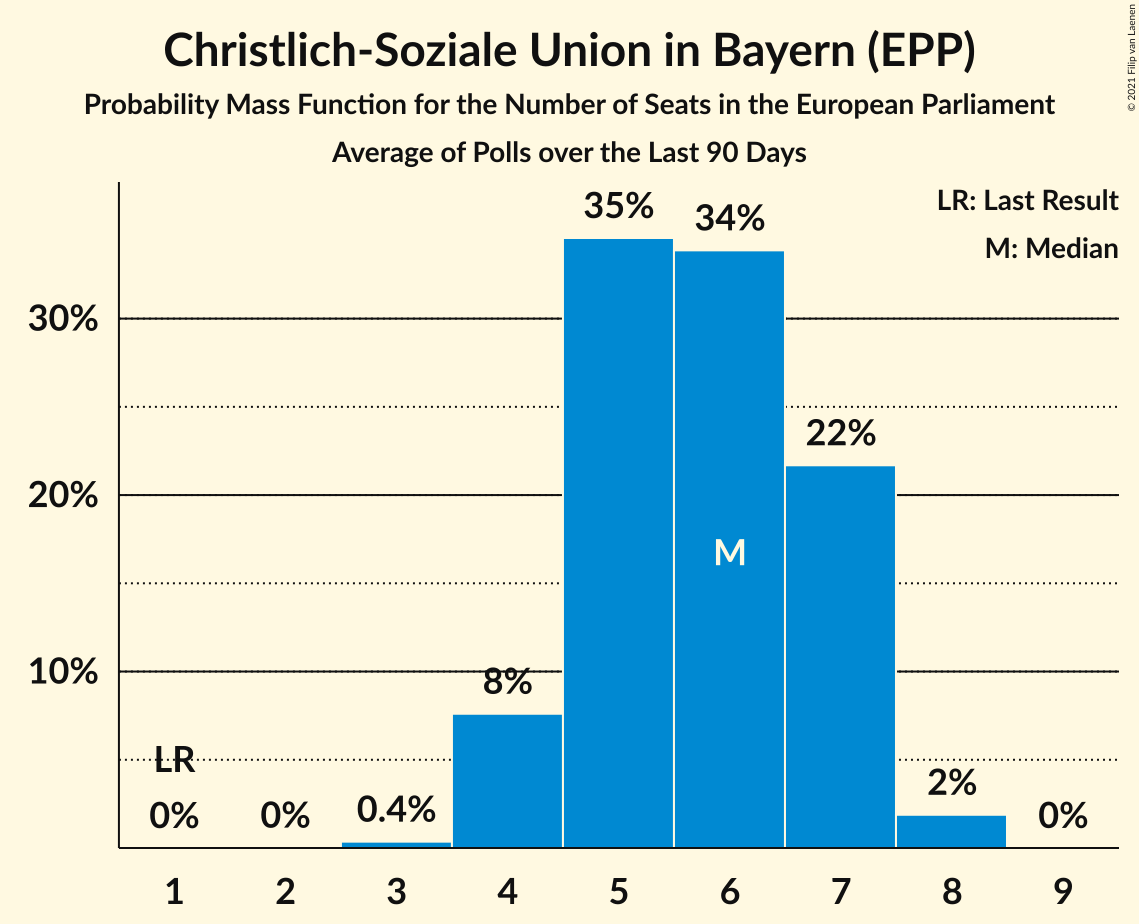 Christlich-Soziale Union in Bayern (EPP)
Probability Mass Function for the Number of Seats in the European Parliament
Average of Polls over the Last 90 Days
© 2021 Filip van Laenen
LR: Last Result
M: Median
35%
34%
30%
22%
20%
M
10%
8%
LR
0%
0%
0.4%
2%
0%
1 2 3 4 5 6 7 8 9